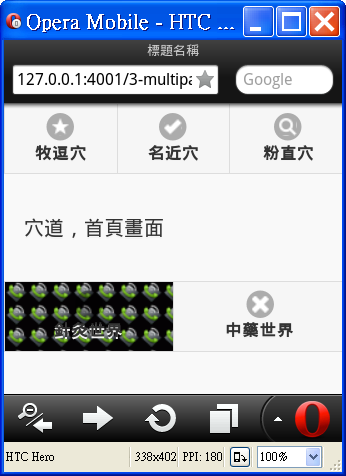 Opera Mobile - HTC ...
標題名稱
127.0.0.1:4001/3-multipa
Google
牧逗穴
名近穴
粉直穴
穴道，首頁畫面
針灸世界
中藥世界
HTC Hero
338x402
PPI: 180
100%